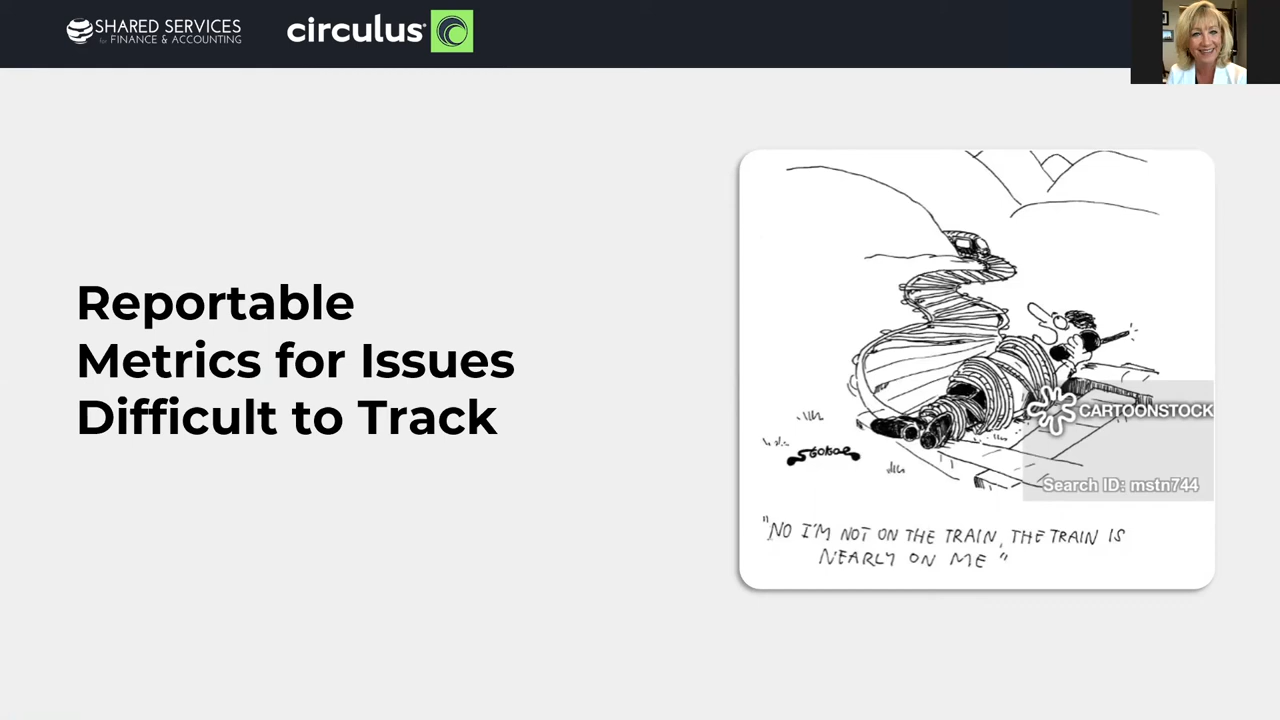 SHARED SERVICES
for FINANCE & ACCOUNTING
circulus
Reportable
Metrics for Issues
Difficult to Track
CARTOONSTOCK
Search ID: mstn744
"NO I'M NOT ON THE TRAIN, THE TRAIN IS
NEARLY ON ME"